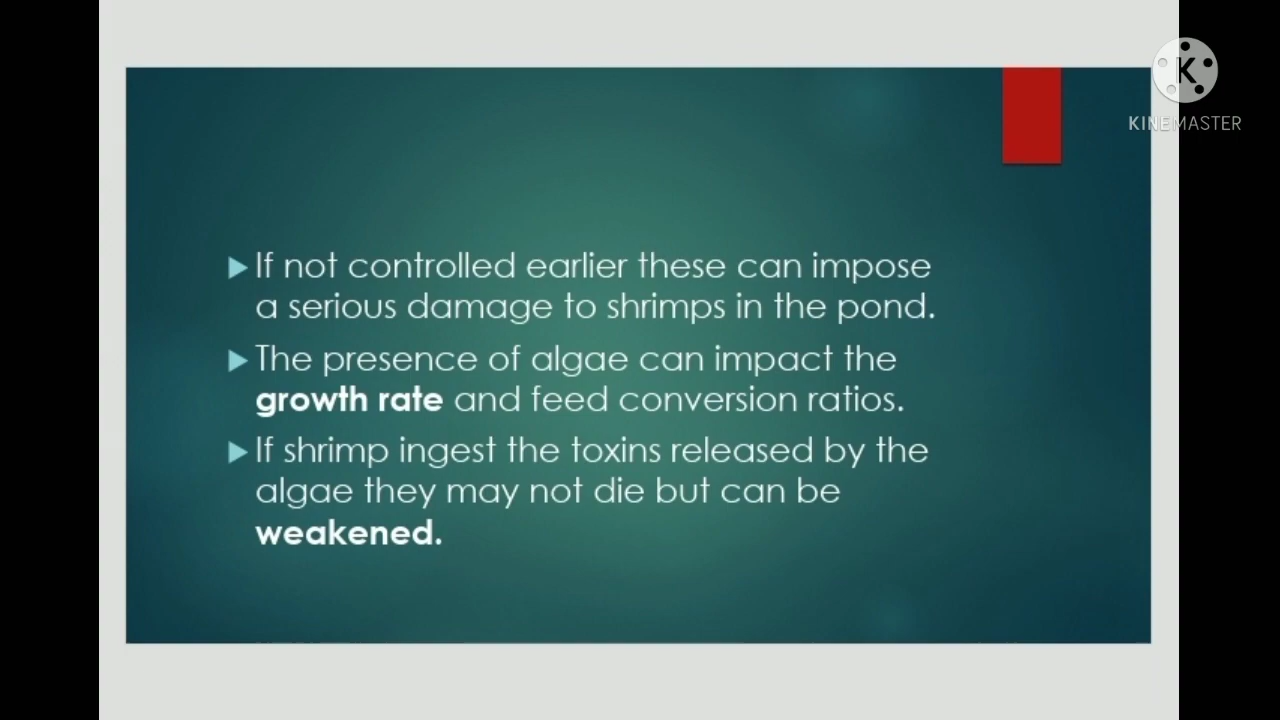 K
KINEMASTER
If not controlled earlier these can impose
a serious damage to shrimps in the pond.
The presence of algae can impact the
growth rate and feed conversion ratios.
If shrimp ingest the toxins released by the
algae they may not die but can be
weakened.